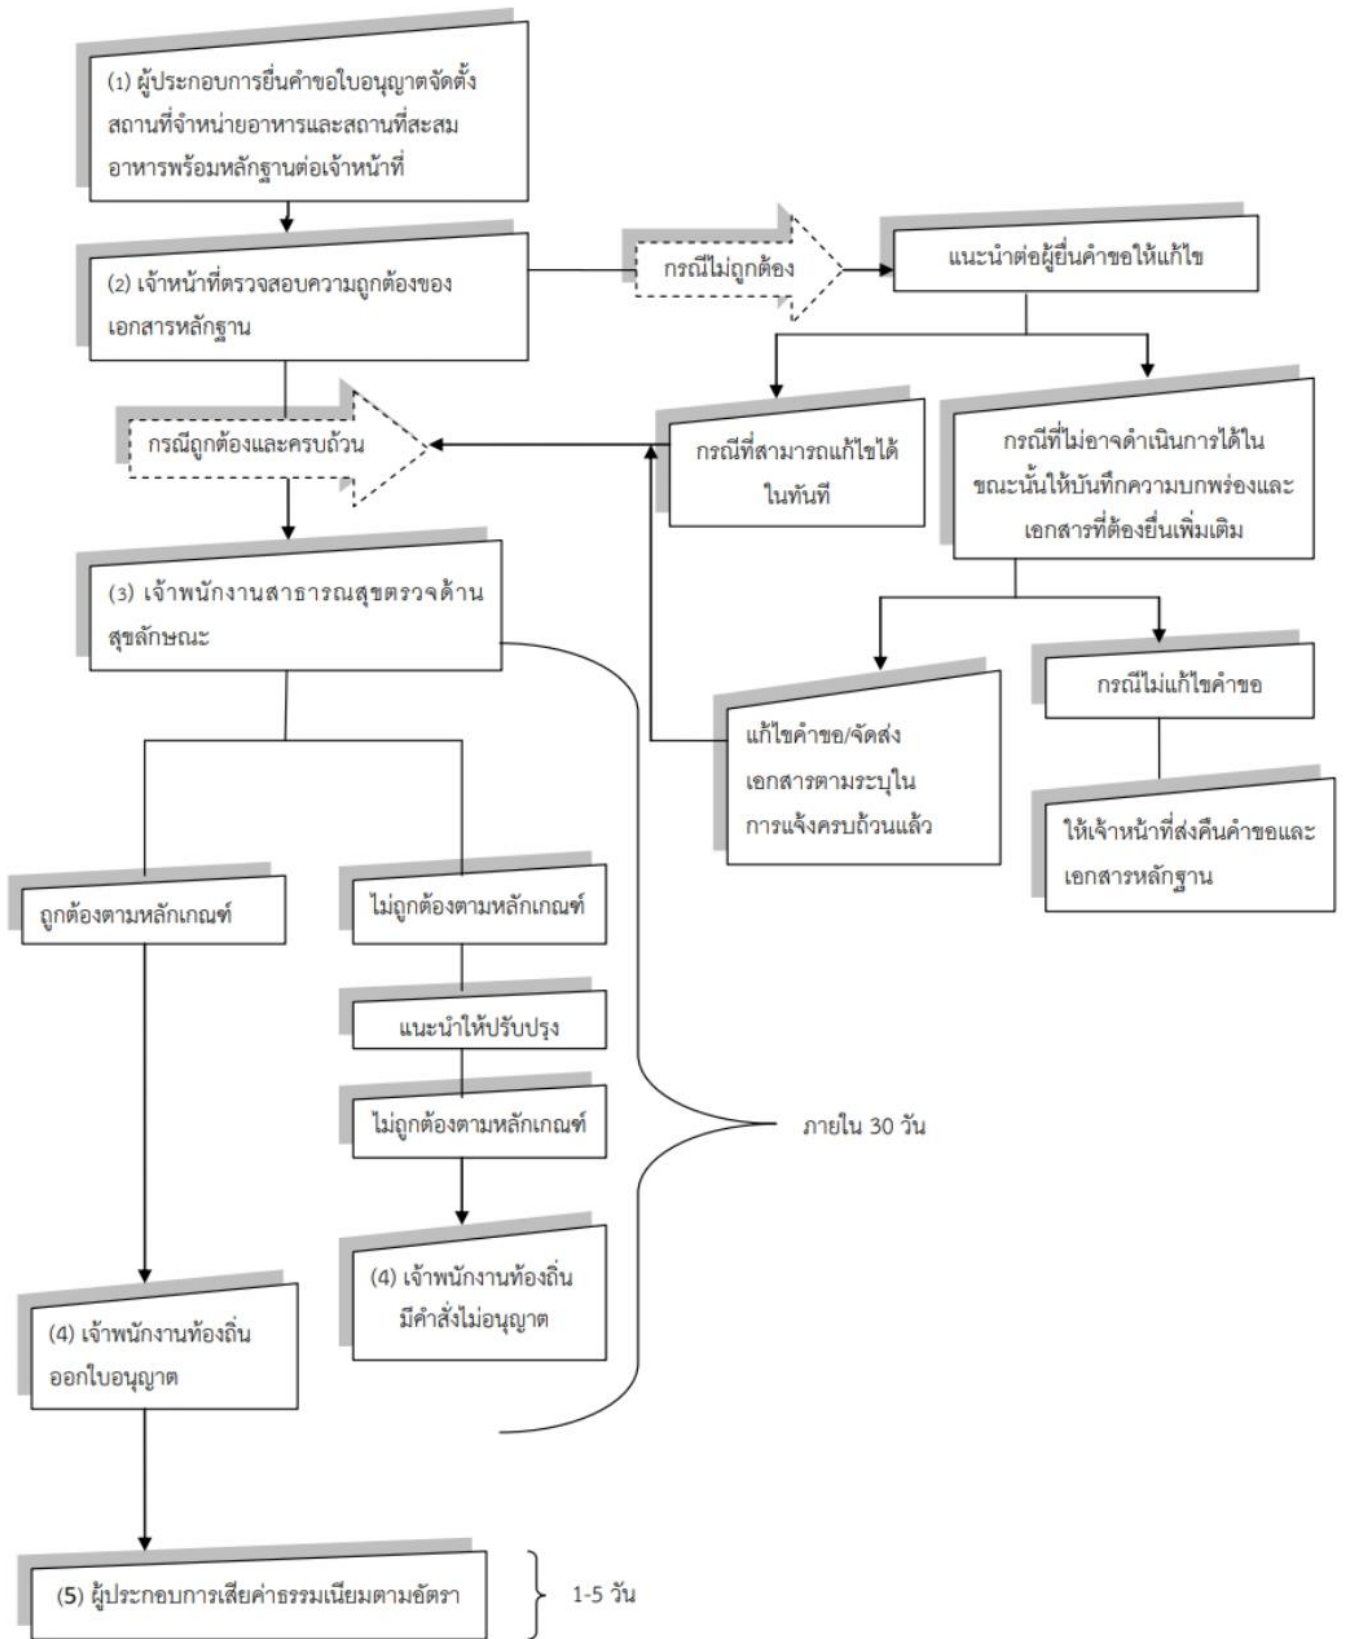 (1) ผู้ประกอบการยื่นคำขอใบอนุญาตจัดตั้ง
สถานที่จำหน่ายอาหารและสถานที่สะสม
อาหารพร้อมหลักฐานต่อเจ้าหน้าที่
(2) เจ้าหน้าที่ตรวจสอบความถูกต้องของ
เอกสารหลักฐาน
กรณีไม่ถูกต้อง
แนะนำต่อผู้ยื่นคำขอให้แก้ไข
กรณีถูกต้องและครบถ้วน
กรณีที่สามารถแก้ไขได้
ในทันที
กรณีที่ไม่อาจดำเนินการได้ใน
ขณะนั้นให้บันทึกความบกพร่องและ
เอกสารที่ต้องยื่นเพิ่มเติม
(3) เจ้าพนักงานสาธารณสุขตรวจด้าน
สุขลักษณะ
แก้ไขคำขอ/จัดส่ง
เอกสารตามระบุใน
การแจ้งครบถ้วนแล้ว
กรณีไม่แก้ไขคำขอ
ให้เจ้าหน้าที่ส่งคืนคำขอและ
เอกสารหลักฐาน
ถูกต้องตามหลักเกณฑ์
ไม่ถูกต้องตามหลักเกณฑ์
แนะนำให้ปรับปรุง
ไม่ถูกต้องตามหลักเกณฑ์
ภายใน 30 วัน
(4) เจ้าพนักงานท้องถิ่น
มีคำสั่งไม่อนุญาต
(4) เจ้าพนักงานท้องถิ่น
ออกใบอนุญาต
(5) ผู้ประกอบการเสียค่าธรรมเนียมตามอัตรา
1-5 วัน